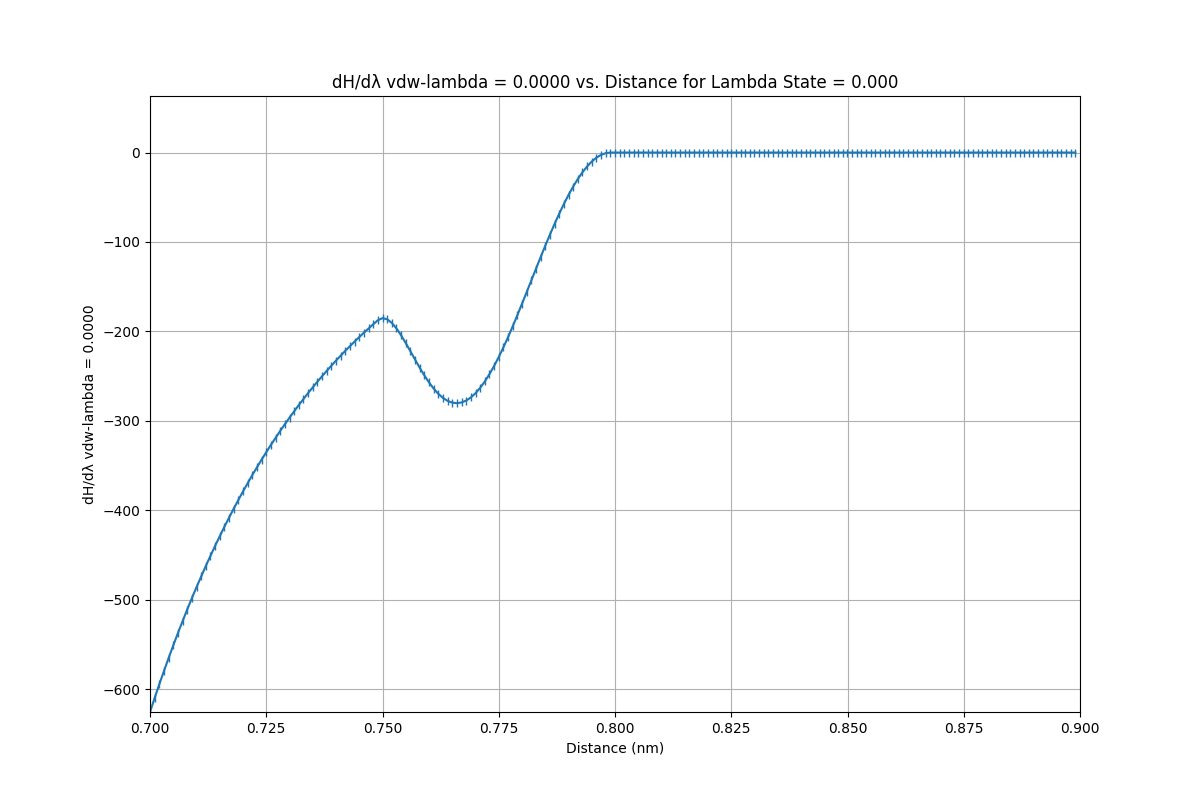 dH/dλ vdw-lambda = 0.0000 vs. Distance for Lambda State = 0.000
dH/dλ vdw-lambda = 0.0000
0
−100
−200
−300
−400
−500
−600
0.700 0.725 0.750 0.775 0.800 0.825 0.850 0.875 0.900
Distance (nm)